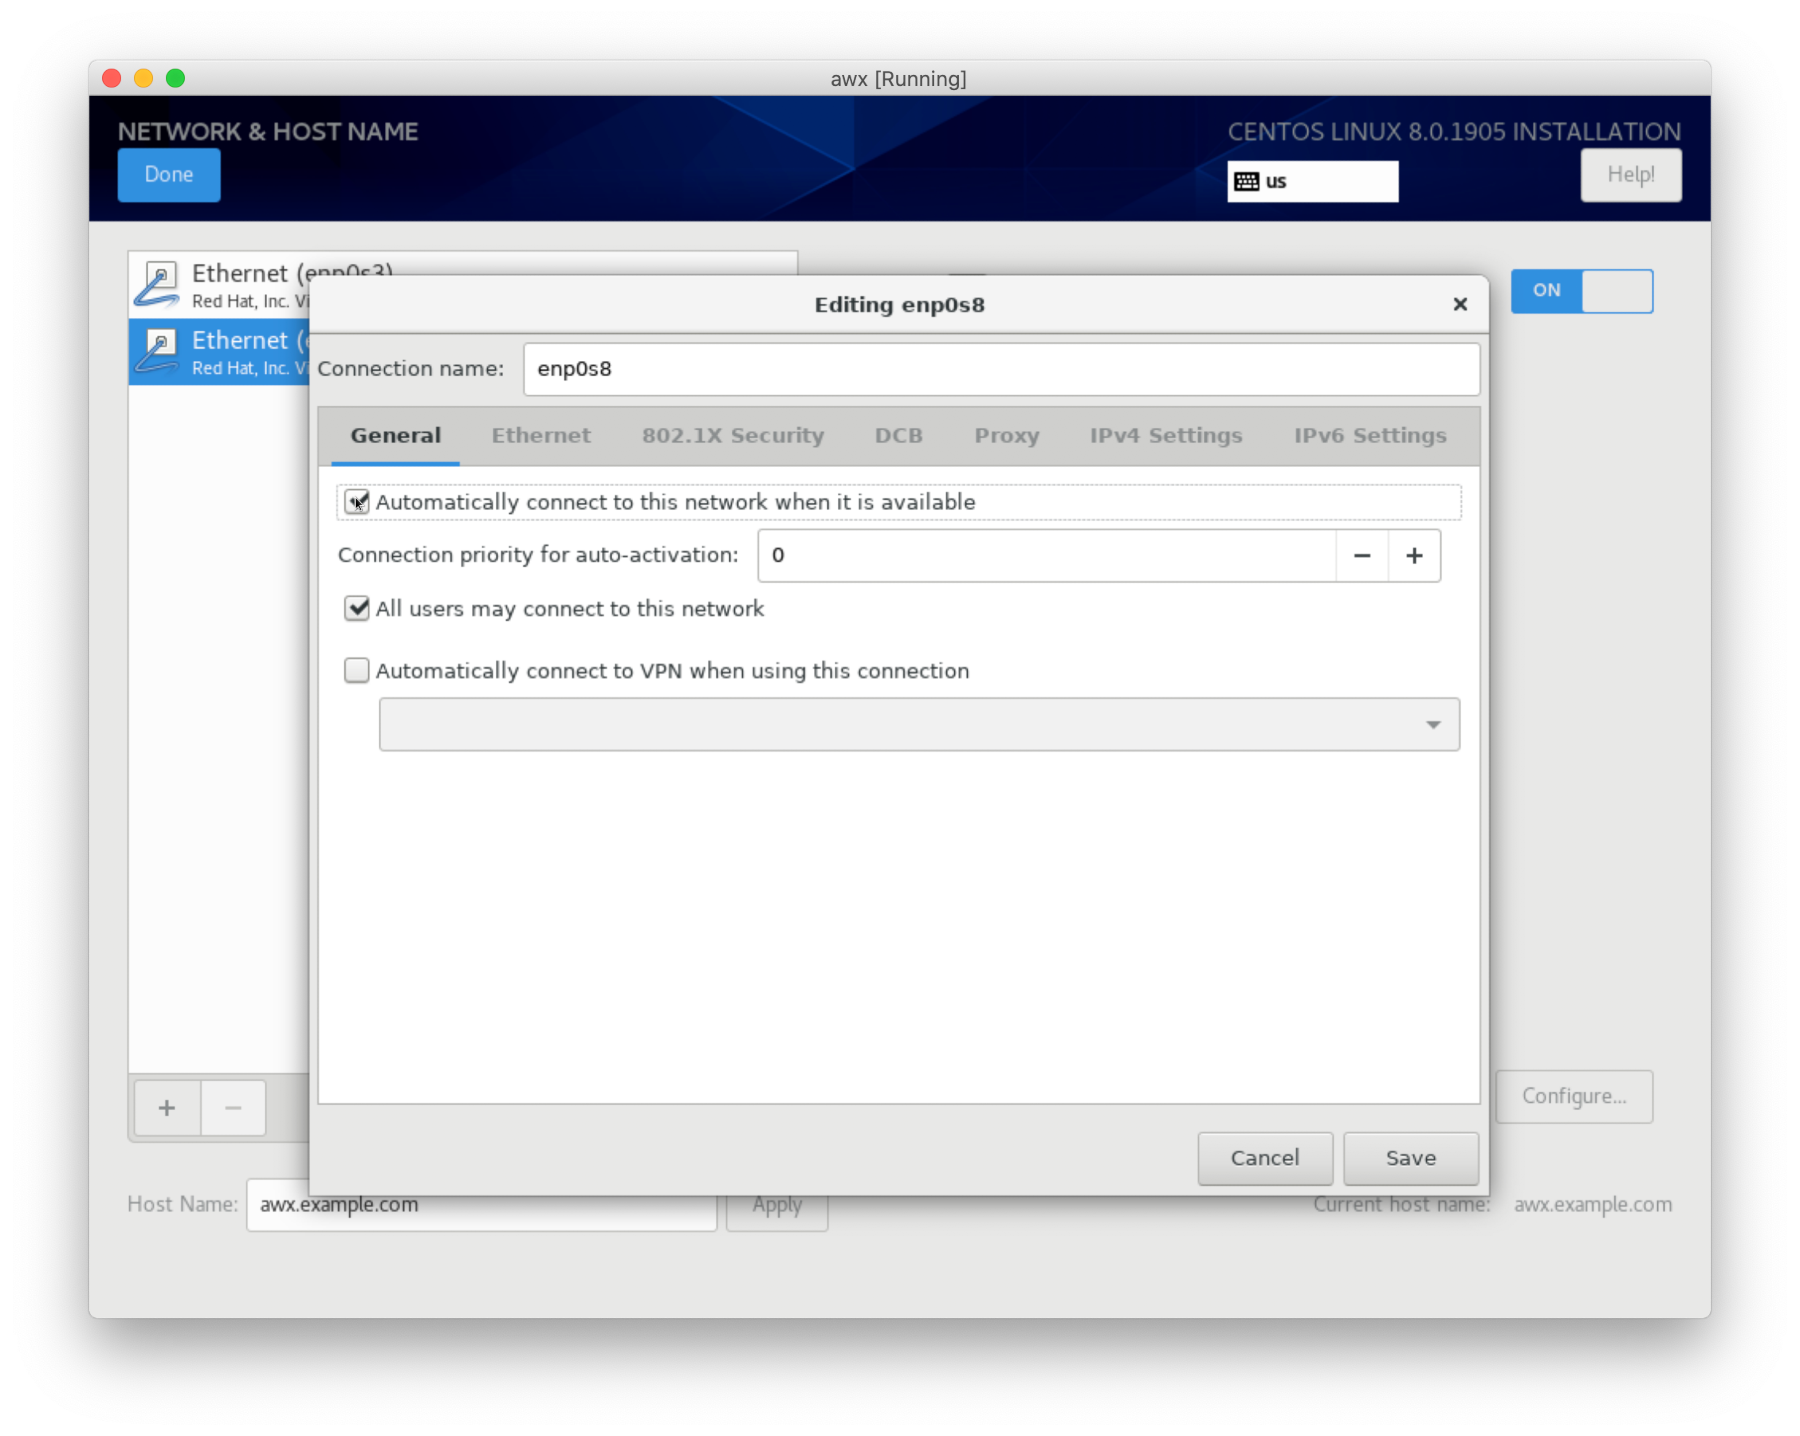 awx [Running]
NETWORK & HOST NAME
CENTOS LINUX 8.0.1905 INSTALLATION
Done
us
Help!
Ethernet (enp0s3)
Red Hat, Inc. Vi
ON
Ethernet (
Red Hat, Inc. Vi
Editing enp0s8
Connection name: enp0s8
General Ethernet 802.1X Security DCB Proxy IPv4 Settings IPv6 Settings
Automatically connect to this network when it is available
Connection priority for auto-activation: 0 − +
All users may connect to this network
Automatically connect to VPN when using this connection
+ −
Configure...
Cancel Save
Host Name: awx.example.com Apply
Current host name: awx.example.com